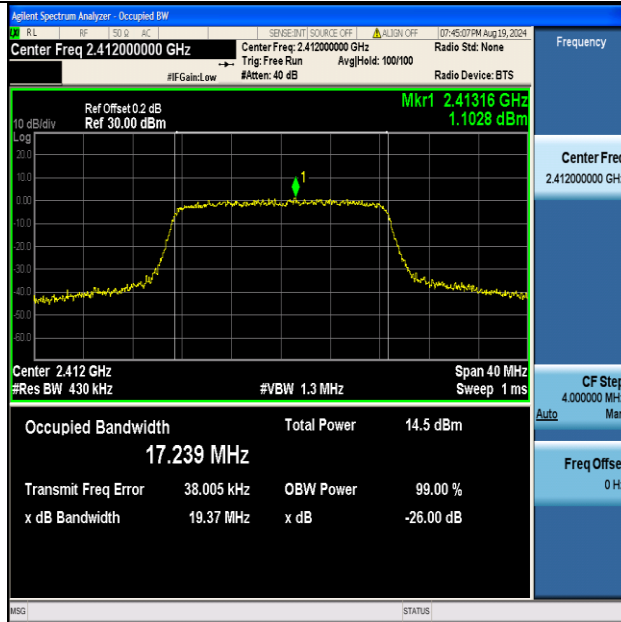 Agilent Spectrum Analyzer - Occupied BW
RL RF 50 Ω AC SENSE:INT SOURCE OFF ALIGN OFF 07:45:07 PM Aug 19, 2024
Center Freq 2.412000000 GHz Center Freq: 2.412000000 GHz Radio Std: None
Trig: Free Run Avg|Hold: 100/100
#IFGain:Low #Atten: 40 dB Radio Device: BTS
Frequency
Ref Offset 0.2 dB Mkr1 2.41316 GHz
10 dB/div Ref 30.00 dBm 1.1028 dBm
Log
20.0
10.0
1
0.00
-10.0
-20.0
-30.0
-40.0
-50.0
-60.0
Center 2.412 GHz Span 40 MHz
#Res BW 430 kHz #VBW 1.3 MHz Sweep 1 ms
Occupied Bandwidth Total Power 14.5 dBm
17.239 MHz
Transmit Freq Error 38.005 kHz OBW Power 99.00 %
x dB Bandwidth 19.37 MHz x dB -26.00 dB
Center Freq
2.412000000 GHz
CF Step
4.000000 MHz
Auto Man
Freq Offse
0 Hz
MSG STATUS